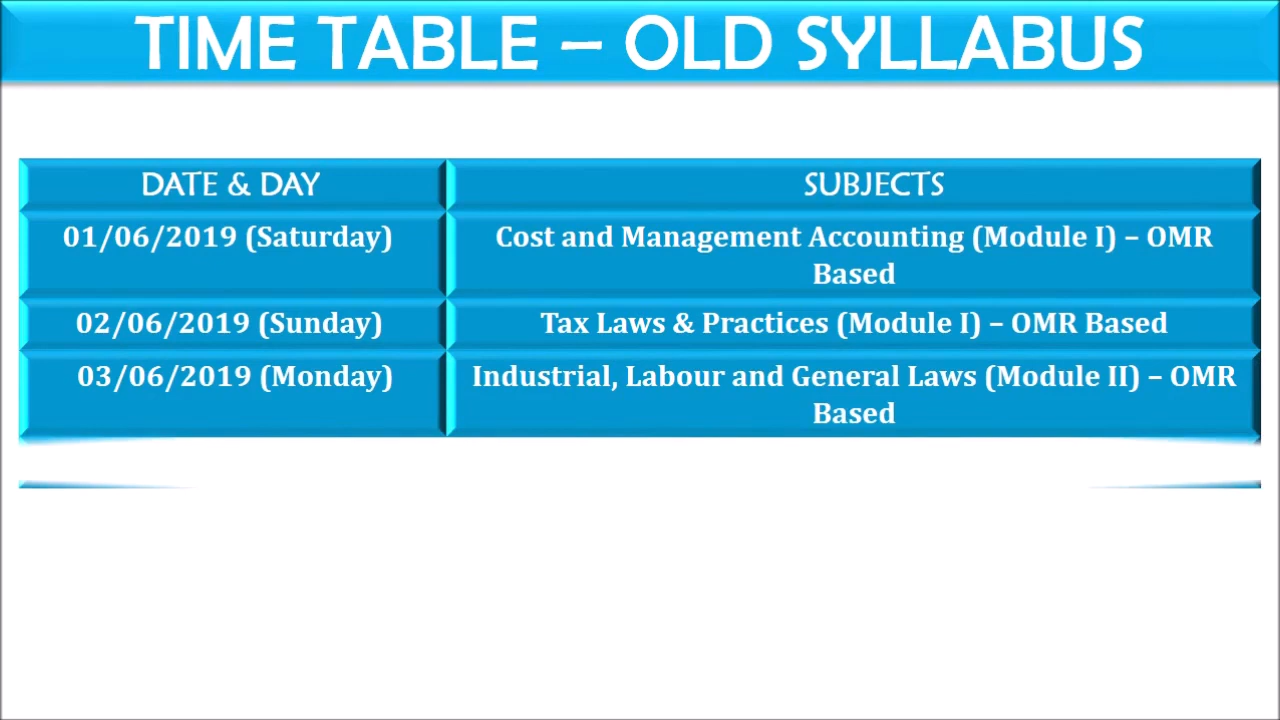 TIME TABLE – OLD SYLLABUS
DATE & DAY
SUBJECTS
01/06/2019 (Saturday)
Cost and Management Accounting (Module I) – OMR
Based
02/06/2019 (Sunday)
Tax Laws & Practices (Module I) – OMR Based
03/06/2019 (Monday)
Industrial, Labour and General Laws (Module II) – OMR
Based